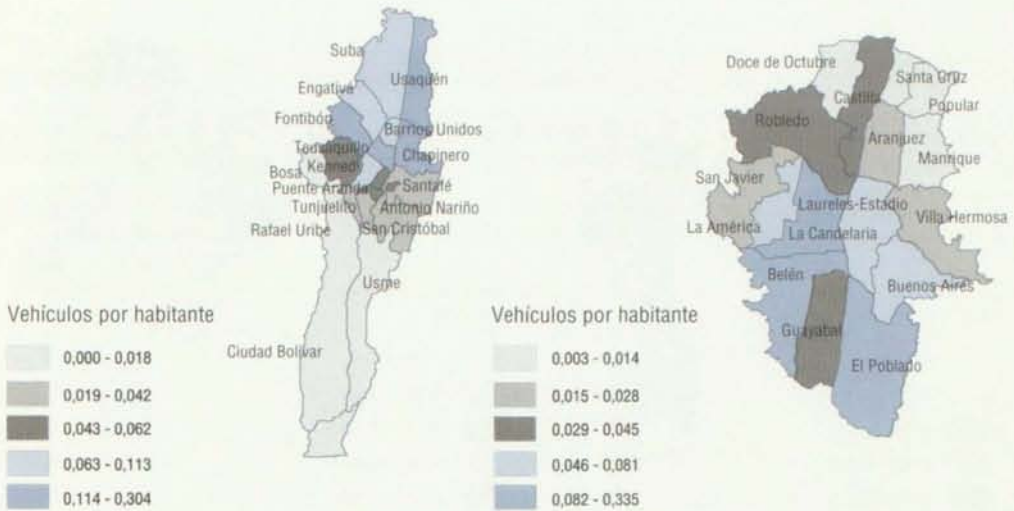 Suba
Usaquén
Engativá
Fontibón
Barrios Unidos
Teusaquillo
Chapinero
Kennedy
Bosa
Puente Aranda
Santafé
Tunjuelito
Antonio Nariño
Rafael Uribe
San Cristóbal
Usme
Ciudad Bolívar
Vehículos por habitante
0,000 - 0,018
0,019 - 0,042
0,043 - 0,062
0,063 - 0,113
0,114 - 0,304
Doce de Octubre
Santa Cruz
Castilla
Popular
Robledo
Aranjuez
Manrique
San Javier
Laureles-Estadio
Villa Hermosa
La América
La Candelaria
Belén
Buenos Aires
Guayabal
El Poblado
Vehículos por habitante
0,003 - 0,014
0,015 - 0,028
0,029 - 0,045
0,046 - 0,081
0,082 - 0,335